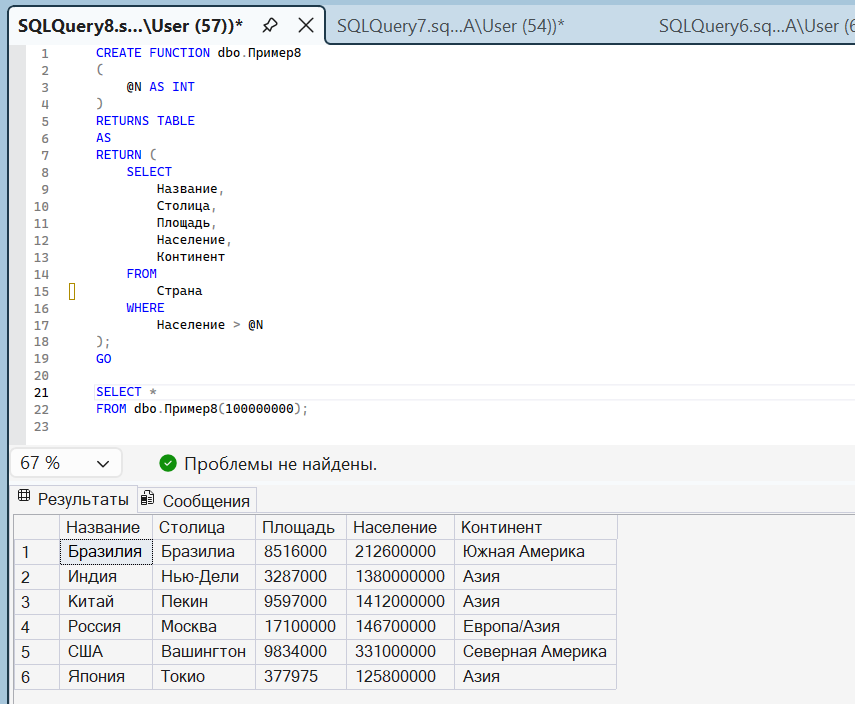 SQLQuery8.s...\User (57))*
SQLQuery7.sq...A\User (54))*
SQLQuery6.sq...A\User (6
1 CREATE FUNCTION dbo.Пример8
2 (
3 @N AS INT
4 )
5 RETURNS TABLE
6 AS
7 RETURN (
8 SELECT
9 Название,
10 Столица,
11 Площадь,
12 Население,
13 Континент
14 FROM
15 Страна
16 WHERE
17 Население > @N
18 );
19 GO
20
21 SELECT *
22 FROM dbo.Пример8(100000000);
23
67 % Проблемы не найдены.
Результаты Сообщения
Название Столица Площадь Население Континент
1 Бразилия Бразилиа 8516000 212600000 Южная Америка
2 Индия Нью-Дели 3287000 1380000000 Азия
3 Китай Пекин 9597000 1412000000 Азия
4 Россия Москва 17100000 146700000 Европа/Азия
5 США Вашингтон 9834000 331000000 Северная Америка
6 Япония Токио 377975 125800000 Азия